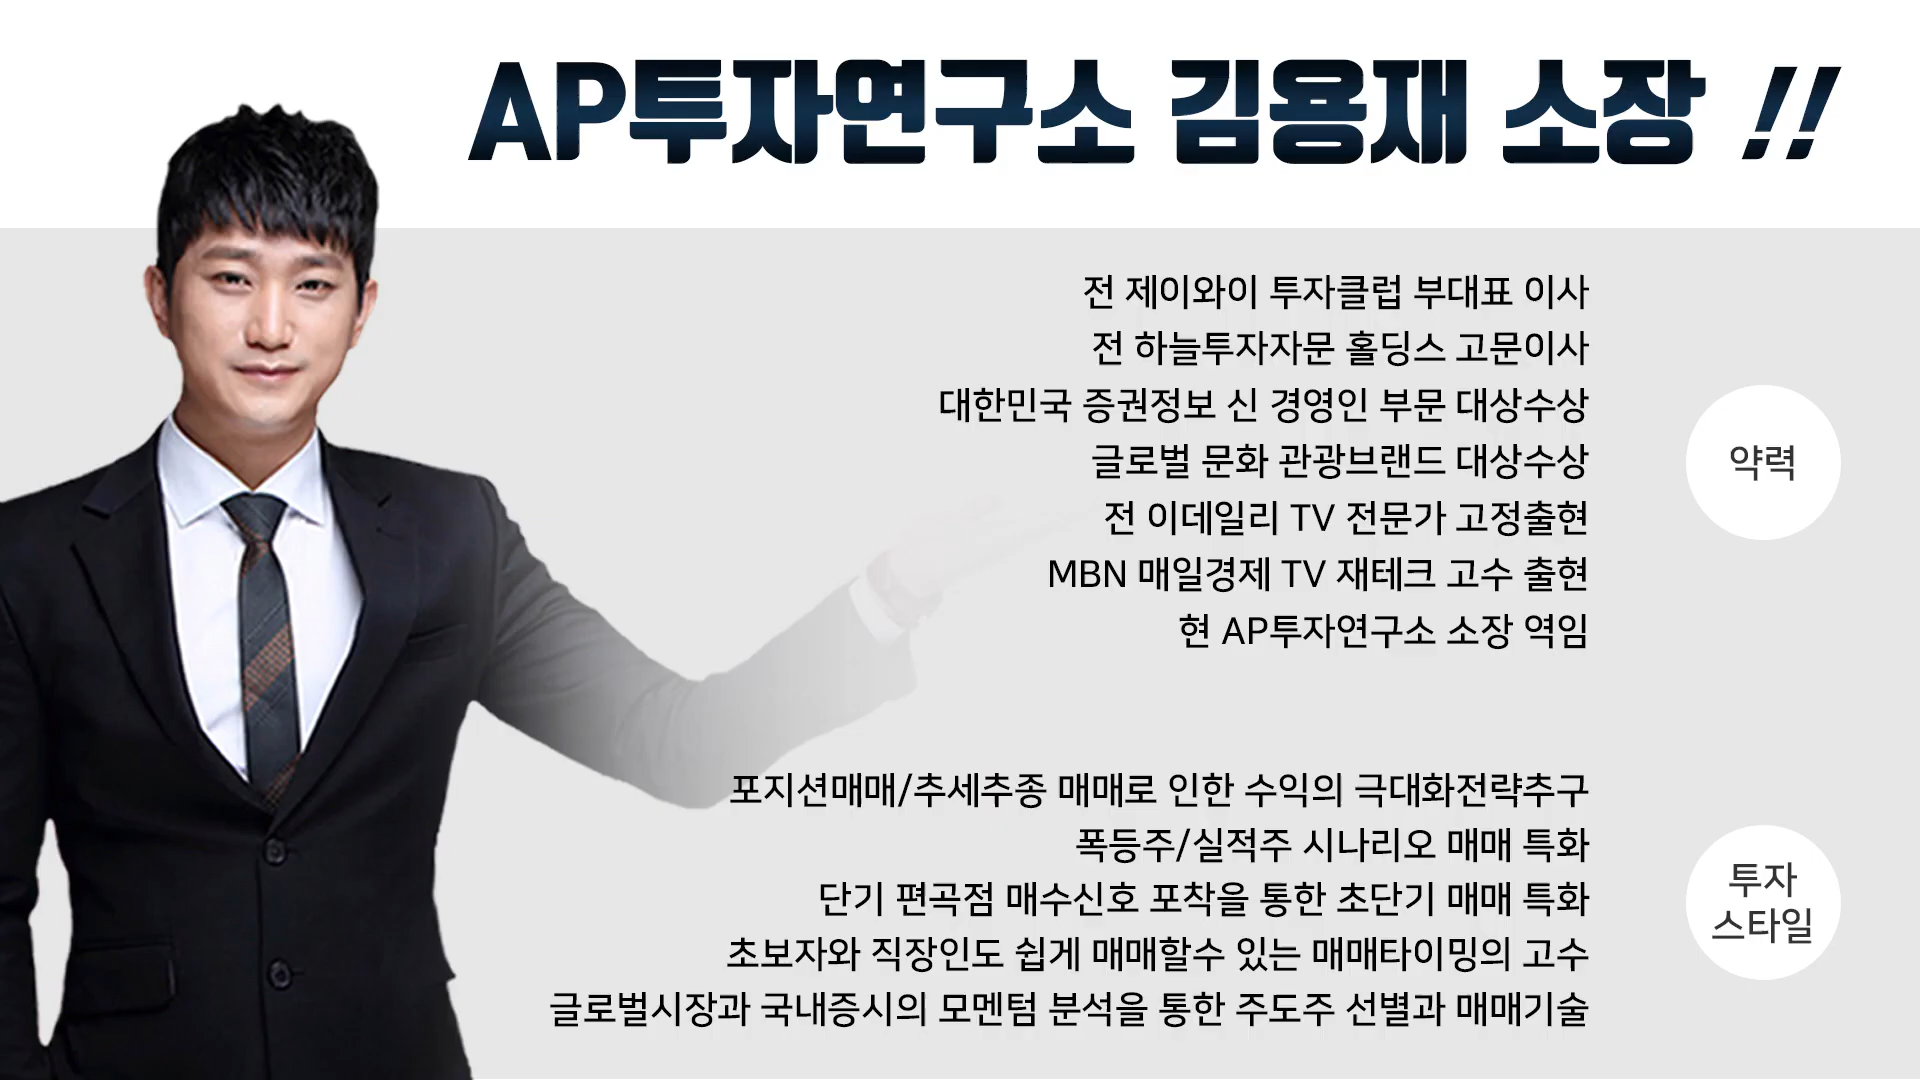 AP투자연구소 김용재 소장 !!
전 제이와이 투자클럽 부대표 이사
전 하늘투자자문 홀딩스 고문이사
대한민국 증권정보 신 경영인 부문 대상수상
글로벌 문화 관광브랜드 대상수상
전 이데일리 TV 전문가 고정출현
MBN 매일경제 TV 재테크 고수 출현
현 AP투자연구소 소장 역임
약력
포지션매매/추세추종 매매로 인한 수익의 극대화전략추구
폭등주/실적주 시나리오 매매 특화
단기 편곡점 매수신호 포착을 통한 초단기 매매 특화
초보자와 직장인도 쉽게 매매할수 있는 매매타이밍의 고수
글로벌시장과 국내증시의 모멘텀 분석을 통한 주도주 선별과 매매기술
투자
스타일